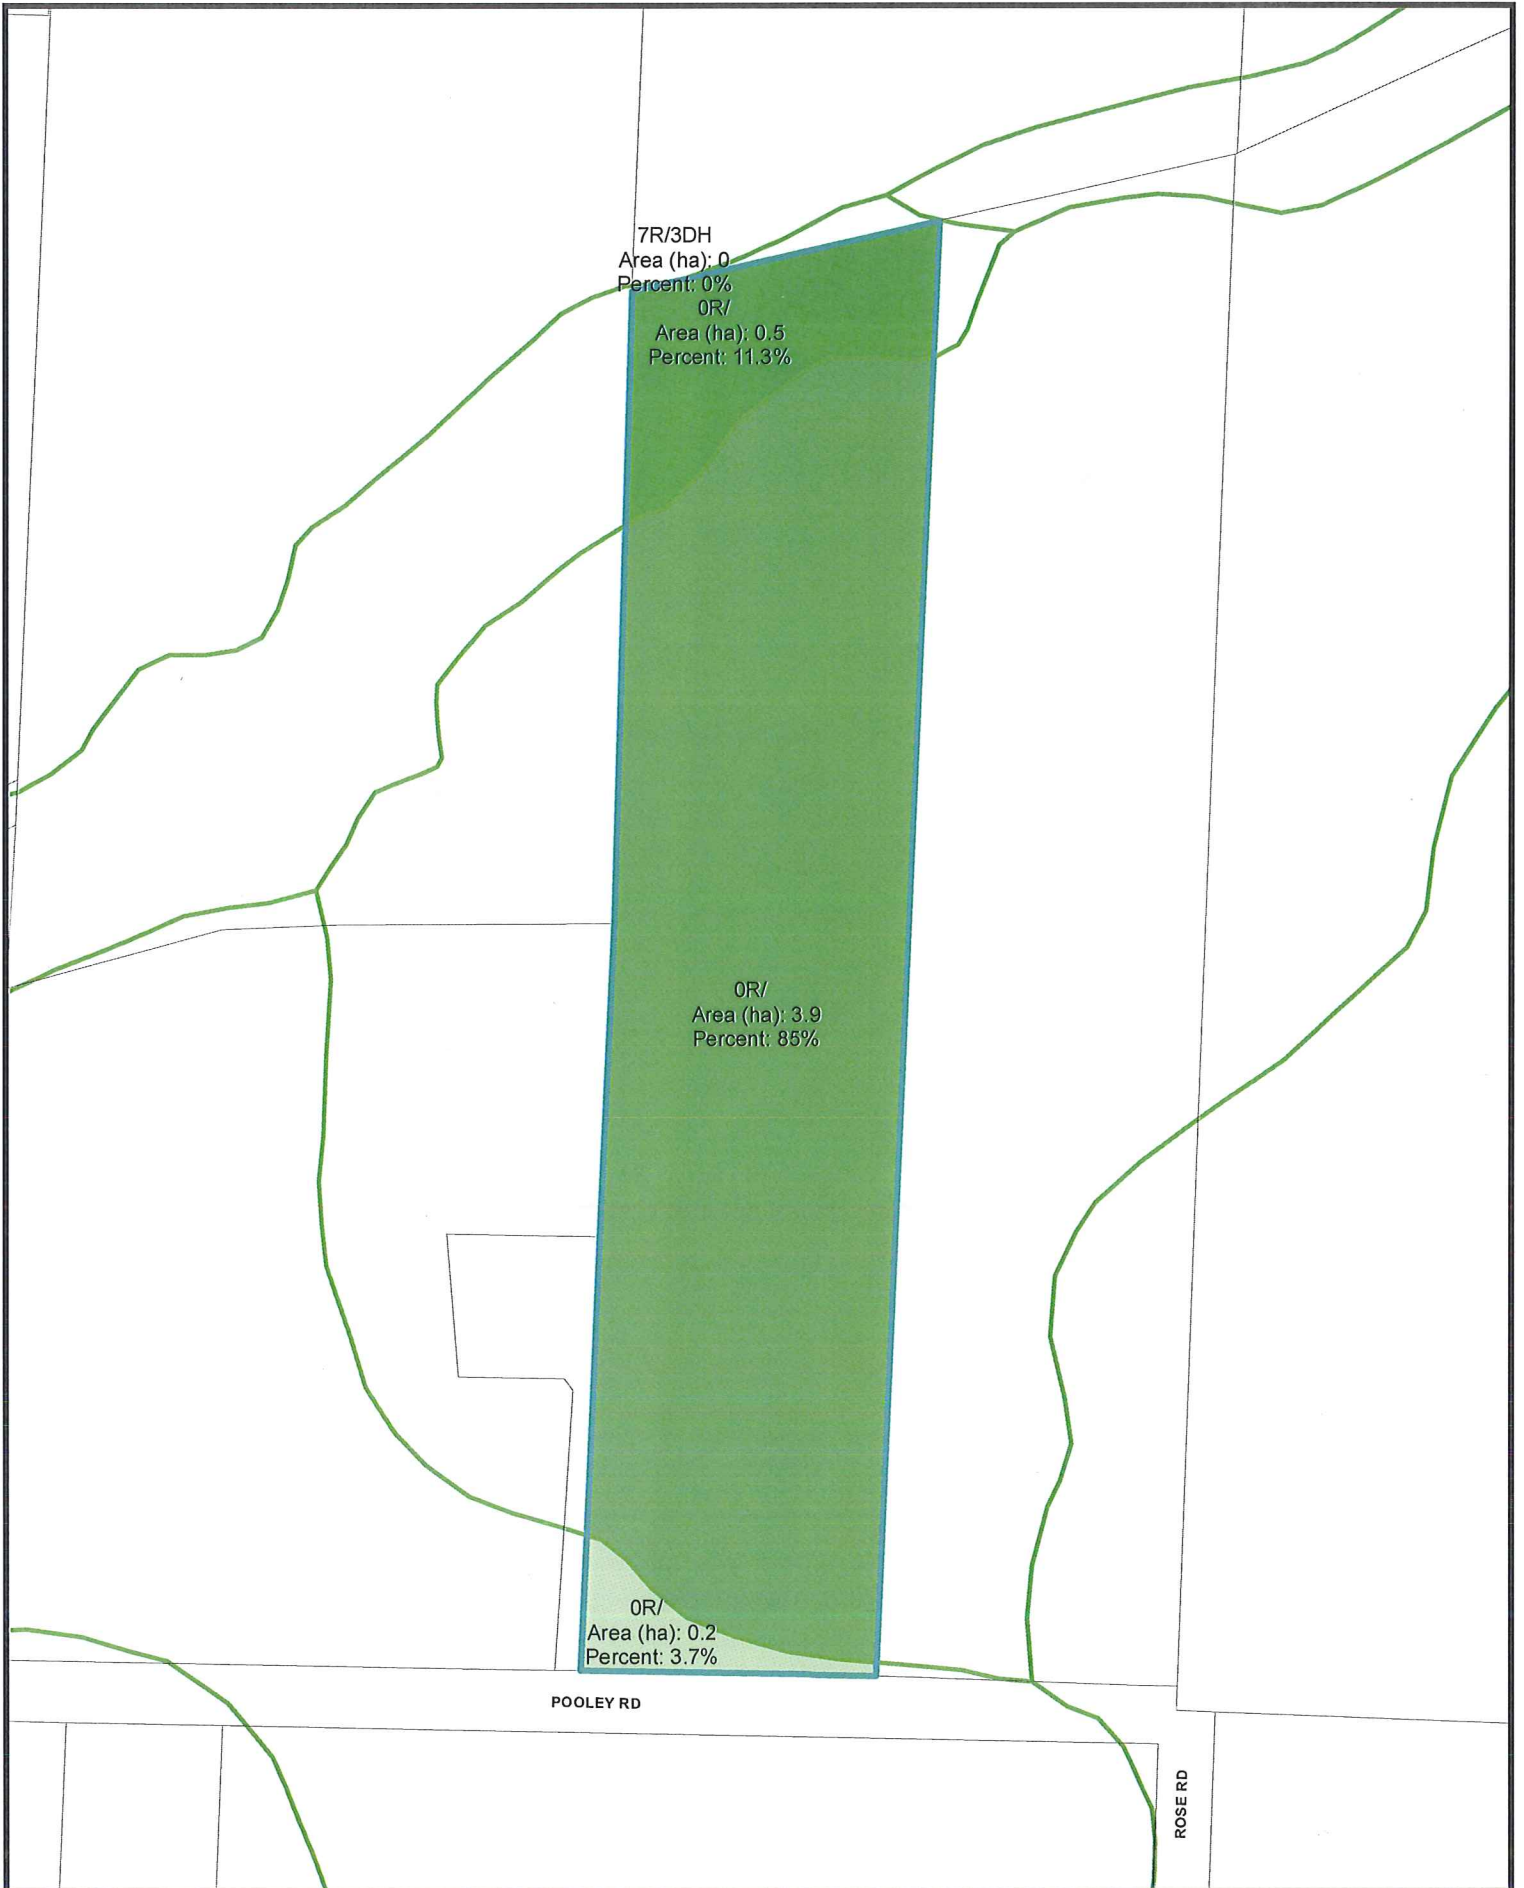 7R/3DH
Area (ha): 0
Percent: 0%
0R/
Area (ha): 0.5
Percent: 11.3%
0R/
Area (ha): 3.9
Percent: 85%
0R/
Area (ha): 0.2
Percent: 3.7%
POOLEY RD
ROSE RD